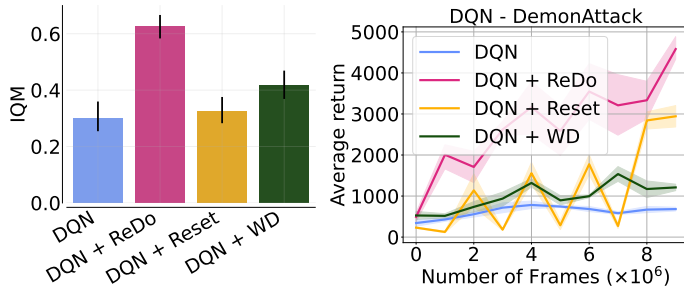 IQM
0.6
0.4
0.2
0.0
DQN
DQN + ReDo
DQN + Reset
DQN + WD
DQN - DemonAttack
Average return
5000
4000
3000
2000
1000
0
DQN
DQN + ReDo
DQN + Reset
DQN + WD
0 2 4 6 8
Number of Frames (×10⁶)